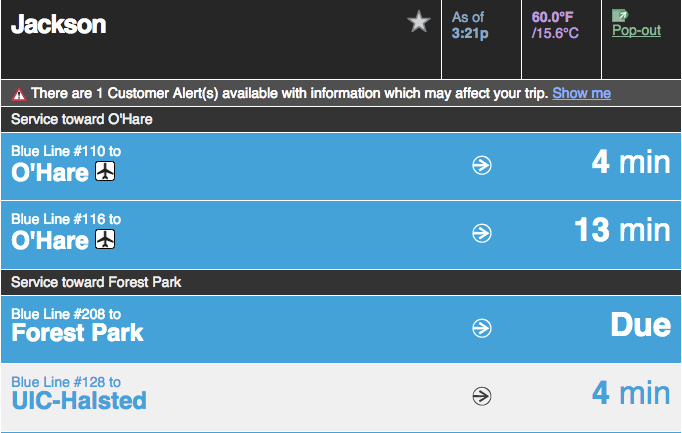 Jackson
As of
3:21p
60.0°F
/15.6°C
Pop-out
There are 1 Customer Alert(s) available with information which may affect your trip. Show me
Service toward O'Hare
Blue Line #110 to
O'Hare
4 min
Blue Line #116 to
O'Hare
13 min
Service toward Forest Park
Blue Line #208 to
Forest Park
Due
Blue Line #128 to
UIC-Halsted
4 min